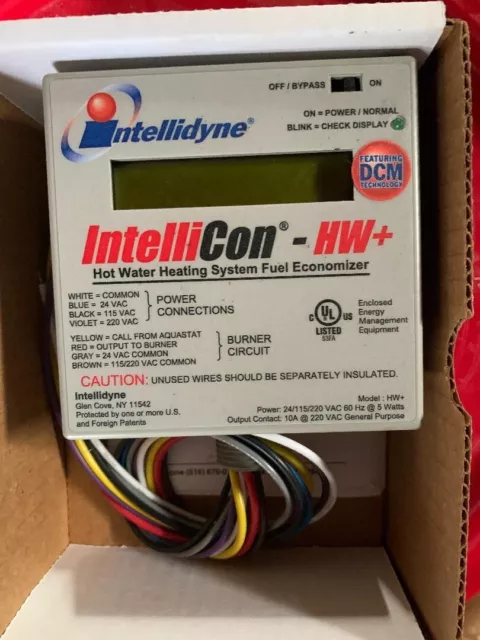 OFF / BYPASS ON
ON = POWER / NORMAL
BLINK = CHECK DISPLAY
intellidyne®
FEATURING
DCM
TECHNOLOGY
IntelliCon® - HW+
Hot Water Heating System Fuel Economizer
WHITE = COMMON
BLUE = 24 VAC
BLACK = 115 VAC
VIOLET = 220 VAC
POWER
CONNECTIONS
YELLOW = CALL FROM AQUASTAT
RED = OUTPUT TO BURNER
GRAY = 24 VAC COMMON
BROWN = 115/220 VAC COMMON
BURNER
CIRCUIT
C UL US
LISTED
53FA
Enclosed
Energy
Management
Equipment
CAUTION: UNUSED WIRES SHOULD BE SEPARATELY INSULATED.
Intellidyne
Glen Cove, NY 11542
Protected by one or more U.S.
and Foreign Patents
Model : HW+
Power: 24/115/220 VAC 60 Hz @ 5 Watts
Output Contact: 10A @ 220 VAC General Purpose